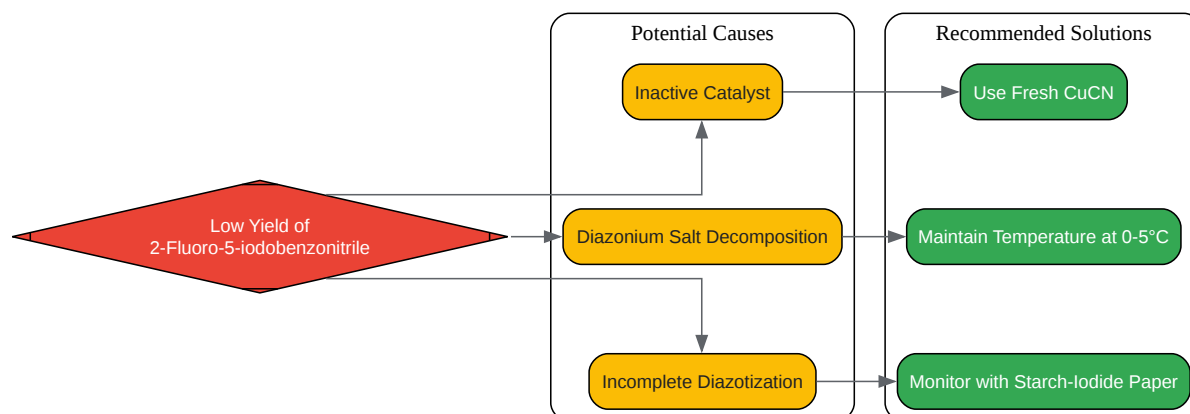 Potential Causes
Recommended Solutions
Inactive Catalyst
Use Fresh CuCN
Low Yield of
2-Fluoro-5-iodobenzonitrile
Diazonium Salt Decomposition
Maintain Temperature at 0-5°C
Incomplete Diazotization
Monitor with Starch-Iodide Paper